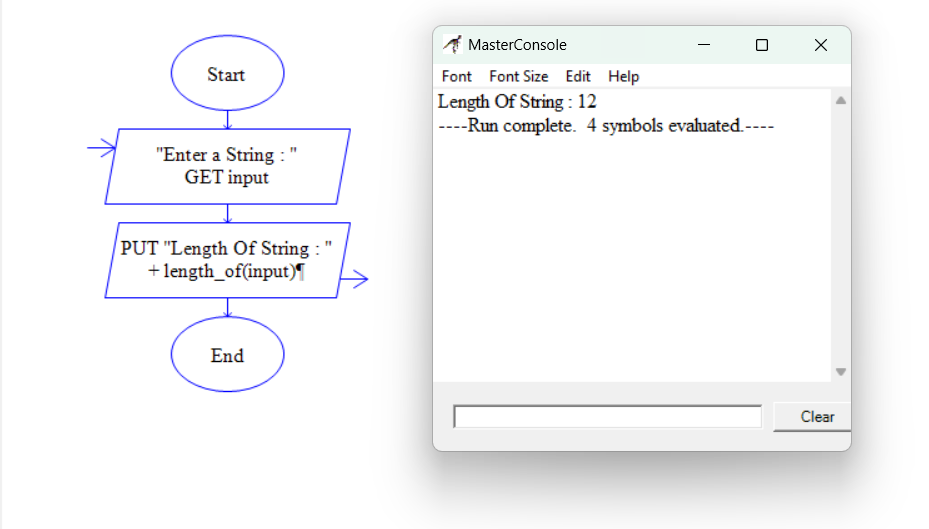 Start
"Enter a String : "
GET input
PUT "Length Of String : "
+ length_of(input)¶
End
MasterConsole
Font Font Size Edit Help
Length Of String : 12
----Run complete.  4 symbols evaluated.----
Clear